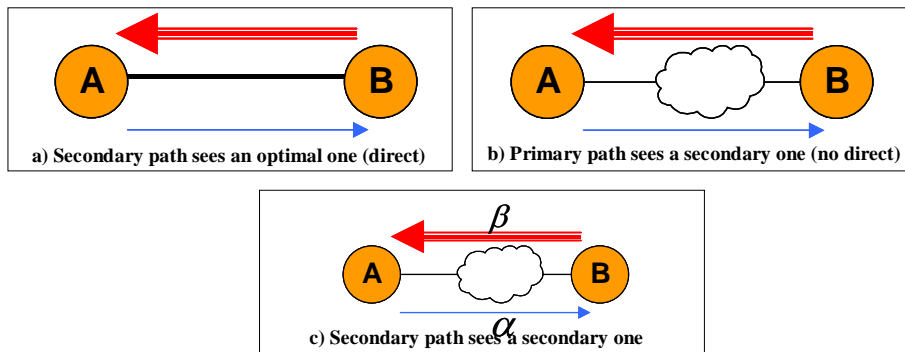 A B
a) Secondary path sees an optimal one (direct)
A B
b) Primary path sees a secondary one (no direct)
β
A B
α
c) Secondary path sees a secondary one